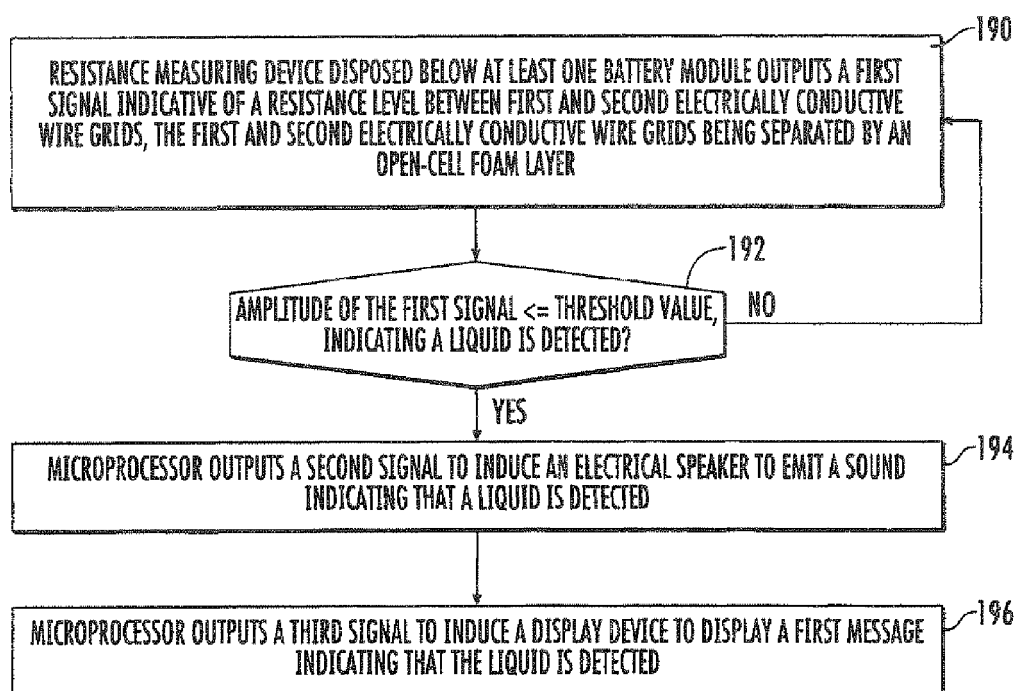 190
RESISTANCE MEASURING DEVICE DISPOSED BELOW AT LEAST ONE BATTERY MODULE OUTPUTS A FIRST
SIGNAL INDICATIVE OF A RESISTANCE LEVEL BETWEEN FIRST AND SECOND ELECTRICALLY CONDUCTIVE
WIRE GRIDS, THE FIRST AND SECOND ELECTRICALLY CONDUCTIVE WIRE GRIDS BEING SEPARATED BY AN
OPEN-CELL FOAM LAYER
192
AMPLITUDE OF THE FIRST SIGNAL <= THRESHOLD VALUE,
INDICATING A LIQUID IS DETECTED?
NO
YES
194
MICROPROCESSOR OUTPUTS A SECOND SIGNAL TO INDUCE AN ELECTRICAL SPEAKER TO EMIT A SOUND
INDICATING THAT A LIQUID IS DETECTED
196
MICROPROCESSOR OUTPUTS A THIRD SIGNAL TO INDUCE A DISPLAY DEVICE TO DISPLAY A FIRST MESSAGE
INDICATING THAT THE LIQUID IS DETECTED